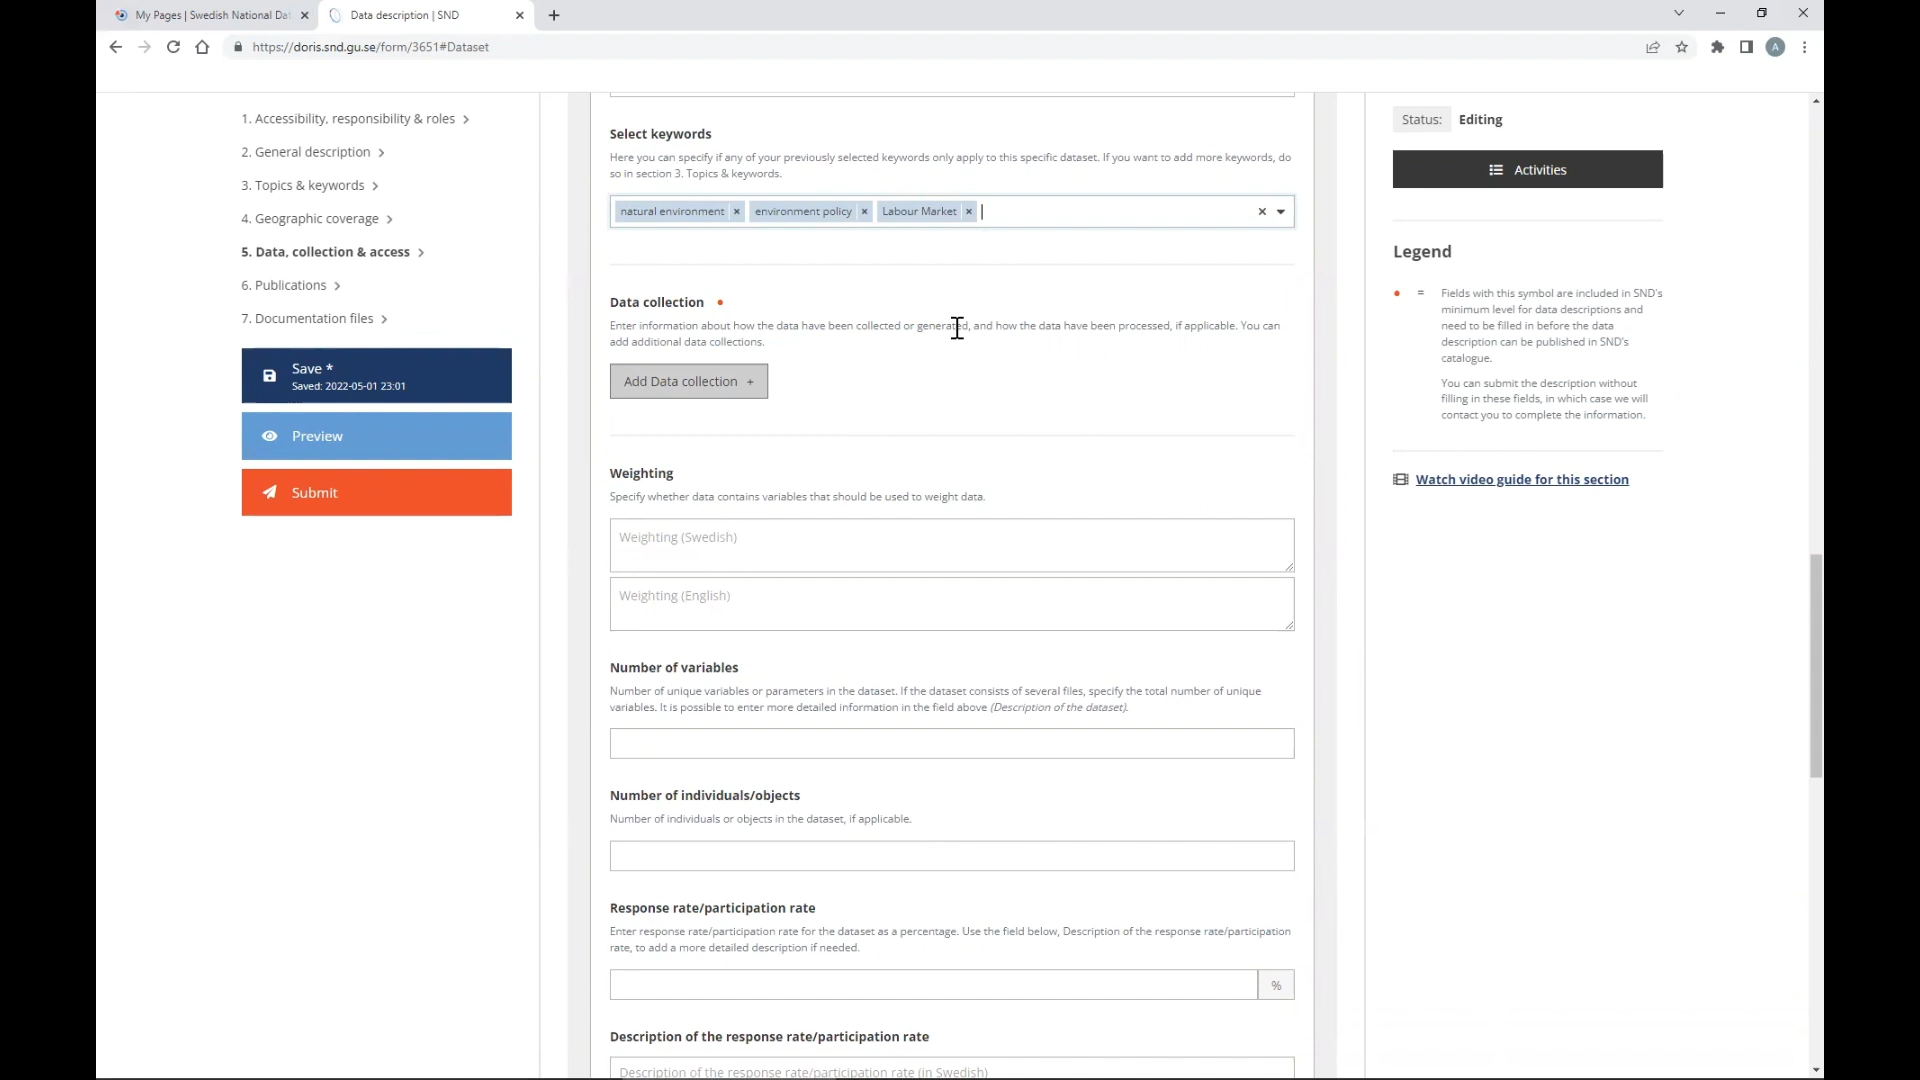 My Pages | Swedish National Dat
Data description | SND
https://doris.snd.gu.se/form/3651#Dataset
A
1. Accessibility, responsibility & roles
2. General description
3. Topics & keywords
4. Geographic coverage
5. Data, collection & access
6. Publications
7. Documentation files
Save *
Saved: 2022-05-01 23:01
Preview
Submit
Select keywords
Here you can specify if any of your previously selected keywords only apply to this specific dataset. If you want to add more keywords, do
so in section 3. Topics & keywords.
natural environment × environment policy × Labour Market ×
Data collection
Enter information about how the data have been collected or generated, and how the data have been processed, if applicable. You can
add additional data collections.
Add Data collection +
Weighting
Specify whether data contains variables that should be used to weight data.
Weighting (Swedish)
Weighting (English)
Number of variables
Number of unique variables or parameters in the dataset. If the dataset consists of several files, specify the total number of unique
variables. It is possible to enter more detailed information in the field above (Description of the dataset).
Number of individuals/objects
Number of individuals or objects in the dataset, if applicable.
Response rate/participation rate
Enter response rate/participation rate for the dataset as a percentage. Use the field below, Description of the response rate/participation
rate, to add a more detailed description if needed.
%
Description of the response rate/participation rate
Description of the response rate/participation rate (in Swedish)
Status: Editing
Activities
Legend
= Fields with this symbol are included in SND's
minimum level for data descriptions and
need to be filled in before the data
description can be published in SND's
catalogue.
You can submit the description without
filling in these fields, in which case we will
contact you to complete the information.
Watch video guide for this section